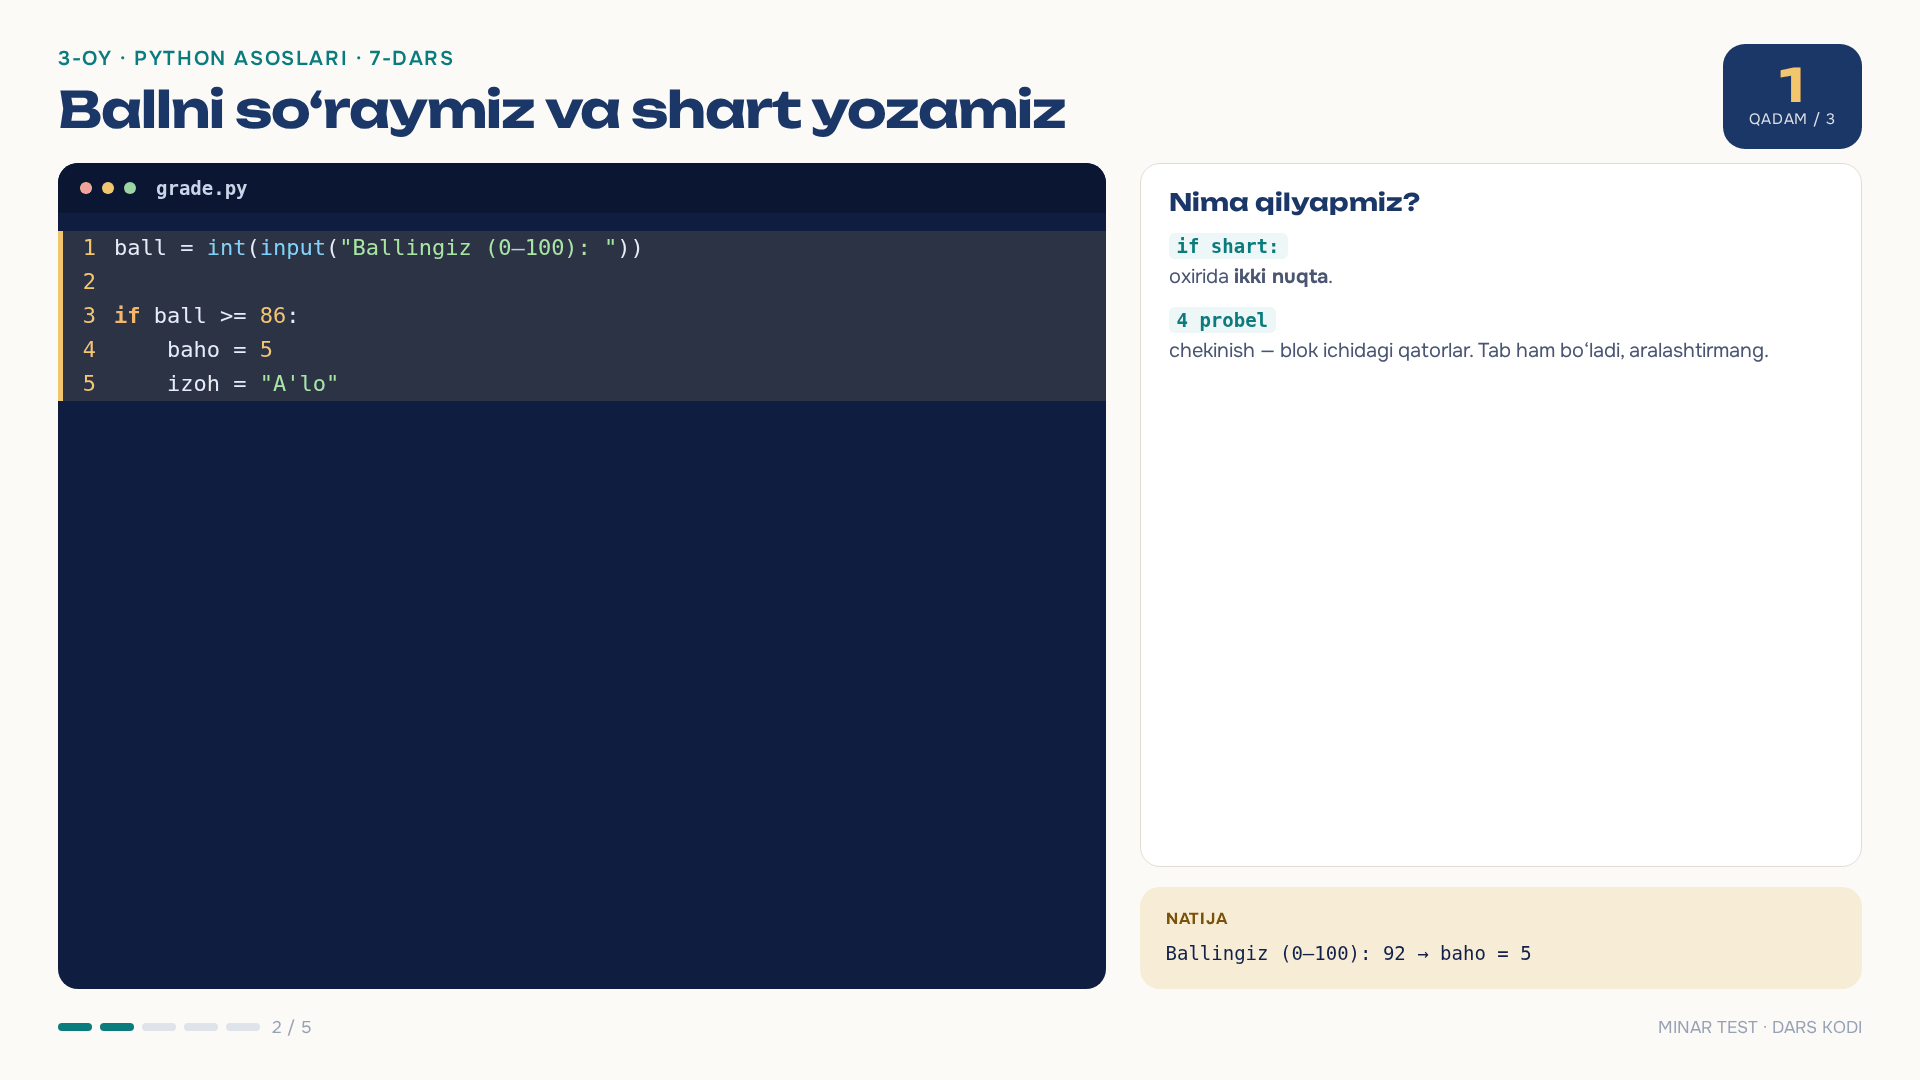 3-OY · PYTHON ASOSLARI · 7-DARS
Ballni so‘raymiz va shart yozamiz
1
QADAM / 3
grade.py
1 ball = int(input("Ballingiz (0–100): "))
2
3 if ball >= 86:
4     baho = 5
5     izoh = "A'lo"
Nima qilyapmiz?
if shart:
oxirida ikki nuqta.
4 probel
chekinish — blok ichidagi qatorlar. Tab ham bo‘ladi, aralashtirmang.
NATIJA
Ballingiz (0–100): 92 → baho = 5
2 / 5
MINAR TEST · DARS KODI